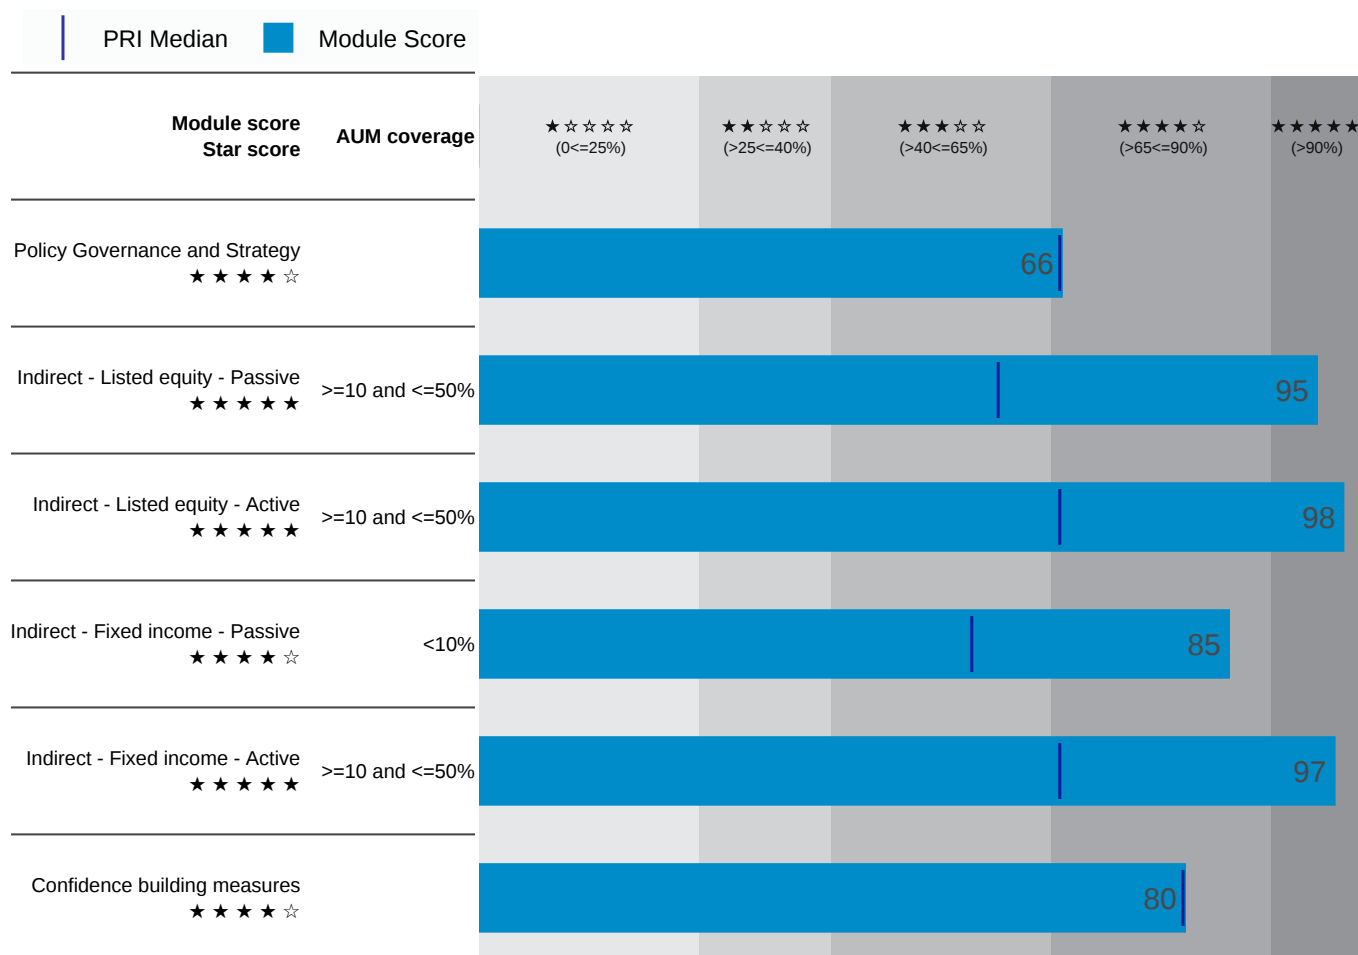 PRI Median Module Score
Module score
Star score
AUM coverage
★☆☆☆☆ ★★☆☆☆ ★★★☆☆ ★★★★☆ ★★★★★
(0<=25%) (>25<=40%) (>40<=65%) (>65<=90%) (>90%)
Policy Governance and Strategy
★★★★☆
66
Indirect - Listed equity - Passive
★★★★★
>=10 and <=50%
95
Indirect - Listed equity - Active
★★★★★
>=10 and <=50%
98
Indirect - Fixed income - Passive
★★★★☆
<10%
85
Indirect - Fixed income - Active
★★★★★
>=10 and <=50%
97
Confidence building measures
★★★★☆
80